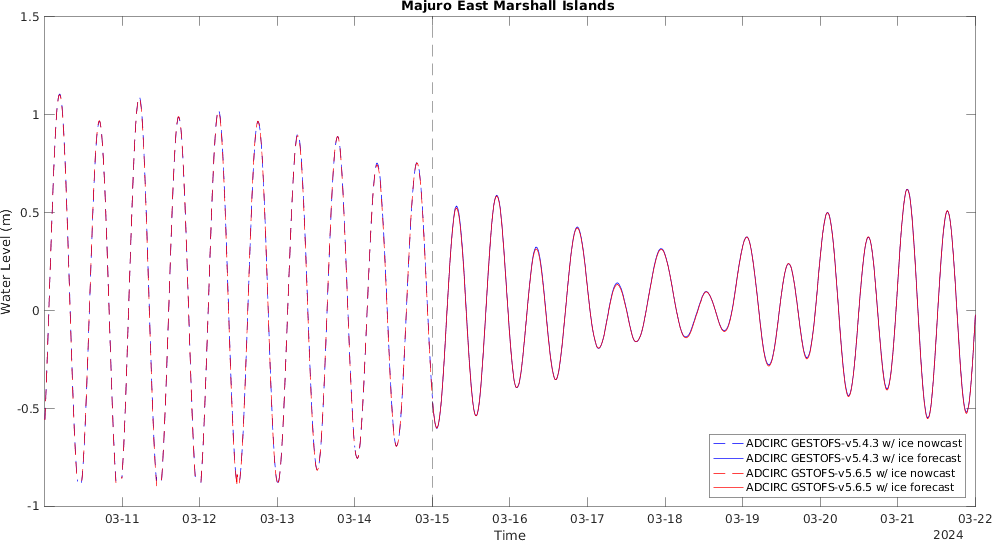 Majuro East Marshall Islands
1.5
1
0.5
0
-0.5
-1
Water Level (m)
03-11 03-12 03-13 03-14 03-15 03-16 03-17 03-18 03-19 03-20 03-21 03-22
Time
2024
ADCIRC GESTOFS-v5.4.3 w/ ice nowcast
ADCIRC GESTOFS-v5.4.3 w/ ice forecast
ADCIRC GSTOFS-v5.6.5 w/ ice nowcast
ADCIRC GSTOFS-v5.6.5 w/ ice forecast